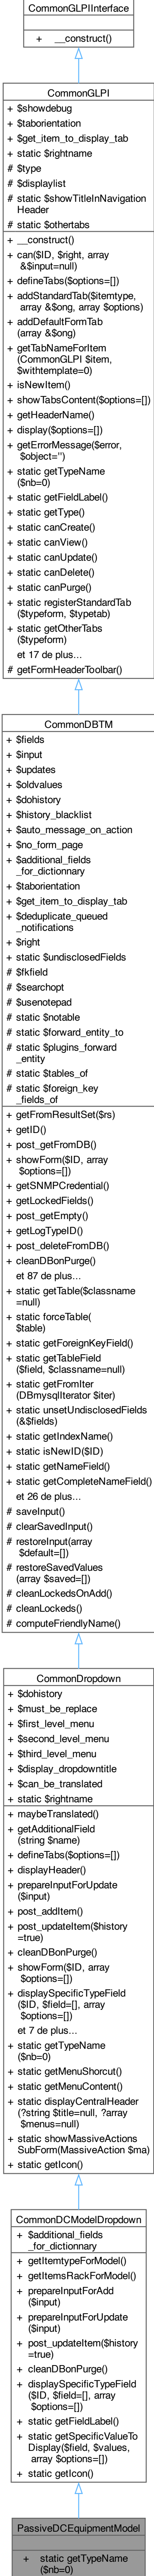 CommonGLPIInterface
+ __construct()
CommonGLPI
+ $showdebug
+ $taborientation
+ $get_item_to_display_tab
+ static $rightname
# $type
# $displaylist
# static $showTitleInNavigation
Header
# static $othertabs
+ __construct()
+ can($ID, $right, array
&$input=null)
+ defineTabs($options=[])
+ addStandardTab($itemtype,
array &$ong, array $options)
+ addDefaultFormTab
(array &$ong)
+ getTabNameForItem
(CommonGLPI $item,
$withtemplate=0)
+ isNewItem()
+ showTabsContent($options=[])
+ getHeaderName()
+ display($options=[])
+ getErrorMessage($error,
$object='')
+ static getTypeName
($nb=0)
+ static getFieldLabel()
+ static getType()
+ static canCreate()
+ static canView()
+ static canUpdate()
+ static canDelete()
+ static canPurge()
+ static registerStandardTab
($typeform, $typetab)
+ static getOtherTabs
($typeform)
et 17 de plus...
# getFormHeaderToolbar()
CommonDBTM
+ $fields
+ $input
+ $updates
+ $oldvalues
+ $dohistory
+ $history_blacklist
+ $auto_message_on_action
+ $no_form_page
+ $additional_fields
_for_dictionnary
+ $taborientation
+ $get_item_to_display_tab
+ $deduplicate_queued
_notifications
+ $right
+ static $undisclosedFields
# $fkfield
# $searchopt
# $usenotepad
# static $notable
# static $forward_entity_to
# static $plugins_forward
_entity
# static $tables_of
# static $foreign_key
_fields_of
+ getFromResultSet($rs)
+ getID()
+ post_getFromDB()
+ showForm($ID, array
$options=[])
+ getSNMPCredential()
+ getLockedFields()
+ post_getEmpty()
+ getLogTypeID()
+ post_deleteFromDB()
+ cleanDBonPurge()
et 87 de plus...
+ static getTable($classname
=null)
+ static forceTable(
$table)
+ static getForeignKeyField()
+ static getTableField
($field, $classname=null)
+ static getFromIter
(DBmysqlIterator $iter)
+ static unsetUndisclosedFields
(&$fields)
+ static getIndexName()
+ static isNewID($ID)
+ static getNameField()
+ static getCompleteNameField()
et 26 de plus...
# saveInput()
# clearSavedInput()
# restoreInput(array
$default=[])
# restoreSavedValues
(array $saved=[])
# cleanLockedsOnAdd()
# cleanLockeds()
# computeFriendlyName()
CommonDropdown
+ $dohistory
+ $must_be_replace
+ $first_level_menu
+ $second_level_menu
+ $third_level_menu
+ $display_dropdowntitle
+ $can_be_translated
+ static $rightname
+ maybeTranslated()
+ getAdditionalField
(string $name)
+ defineTabs($options=[])
+ displayHeader()
+ prepareInputForUpdate
($input)
+ post_addItem()
+ post_updateItem($history
=true)
+ cleanDBonPurge()
+ showForm($ID, array
$options=[])
+ displaySpecificTypeField
($ID, $field=[], array
$options=[])
et 7 de plus...
+ static getTypeName
($nb=0)
+ static getMenuShorcut()
+ static getMenuContent()
+ static displayCentralHeader
(?string $title=null, ?array
$menus=null)
+ static showMassiveActions
SubForm(MassiveAction $ma)
+ static getIcon()
CommonDCModelDropdown
+ $additional_fields
_for_dictionnary
+ getItemtypeForModel()
+ getItemsRackForModel()
+ prepareInputForAdd
($input)
+ prepareInputForUpdate
($input)
+ post_updateItem($history
=true)
+ cleanDBonPurge()
+ displaySpecificTypeField
($ID, $field=[], array
$options=[])
+ static getFieldLabel()
+ static getSpecificValueTo
Display($field, $values,
array $options=[])
+ static getIcon()
PassiveDCEquipmentModel
+ static getTypeName
($nb=0)